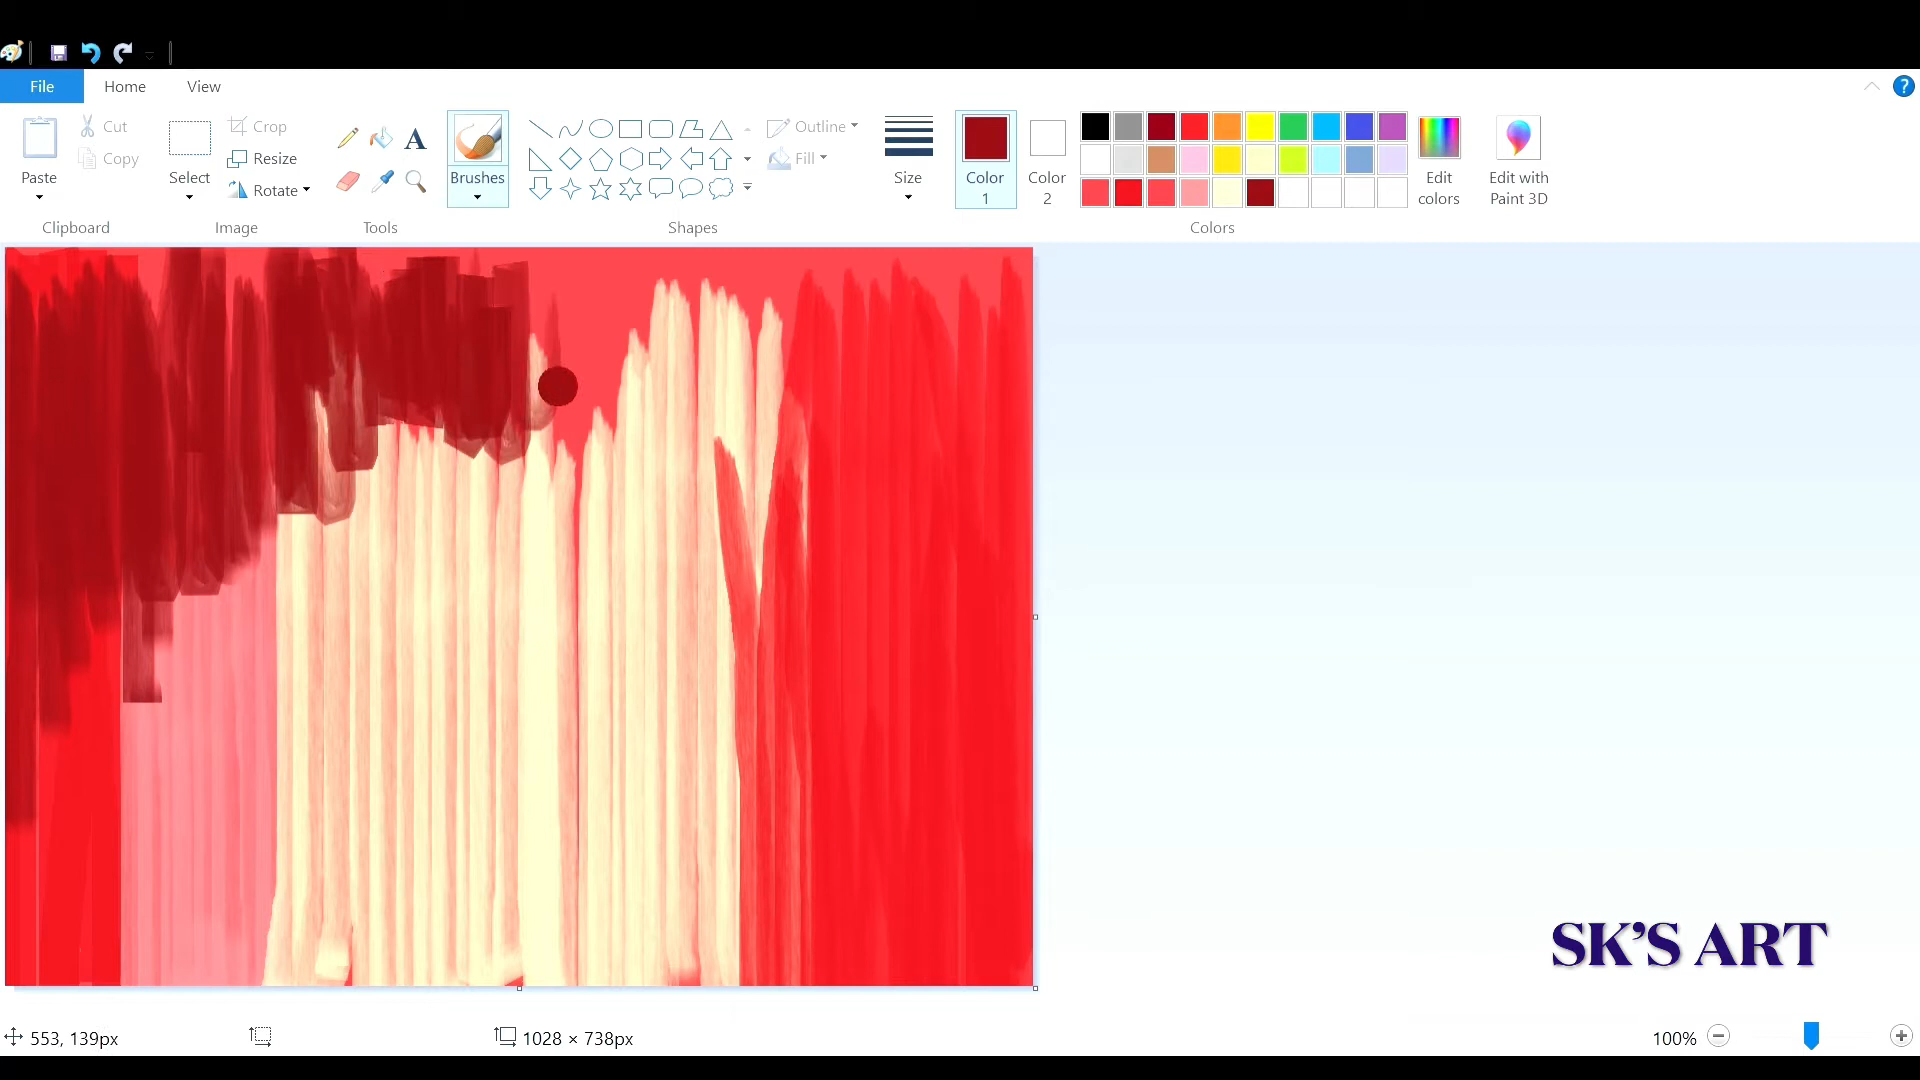 File Home View
Paste
Cut
Copy
Clipboard
Select
Crop
Resize
Rotate
Image
A
Tools
Brushes
Shapes
Outline
Fill
Size
Color
1
Color
2
Colors
Edit
colors
Edit with
Paint 3D
?
SK'S ART
553, 139px
1028 × 738px
100%